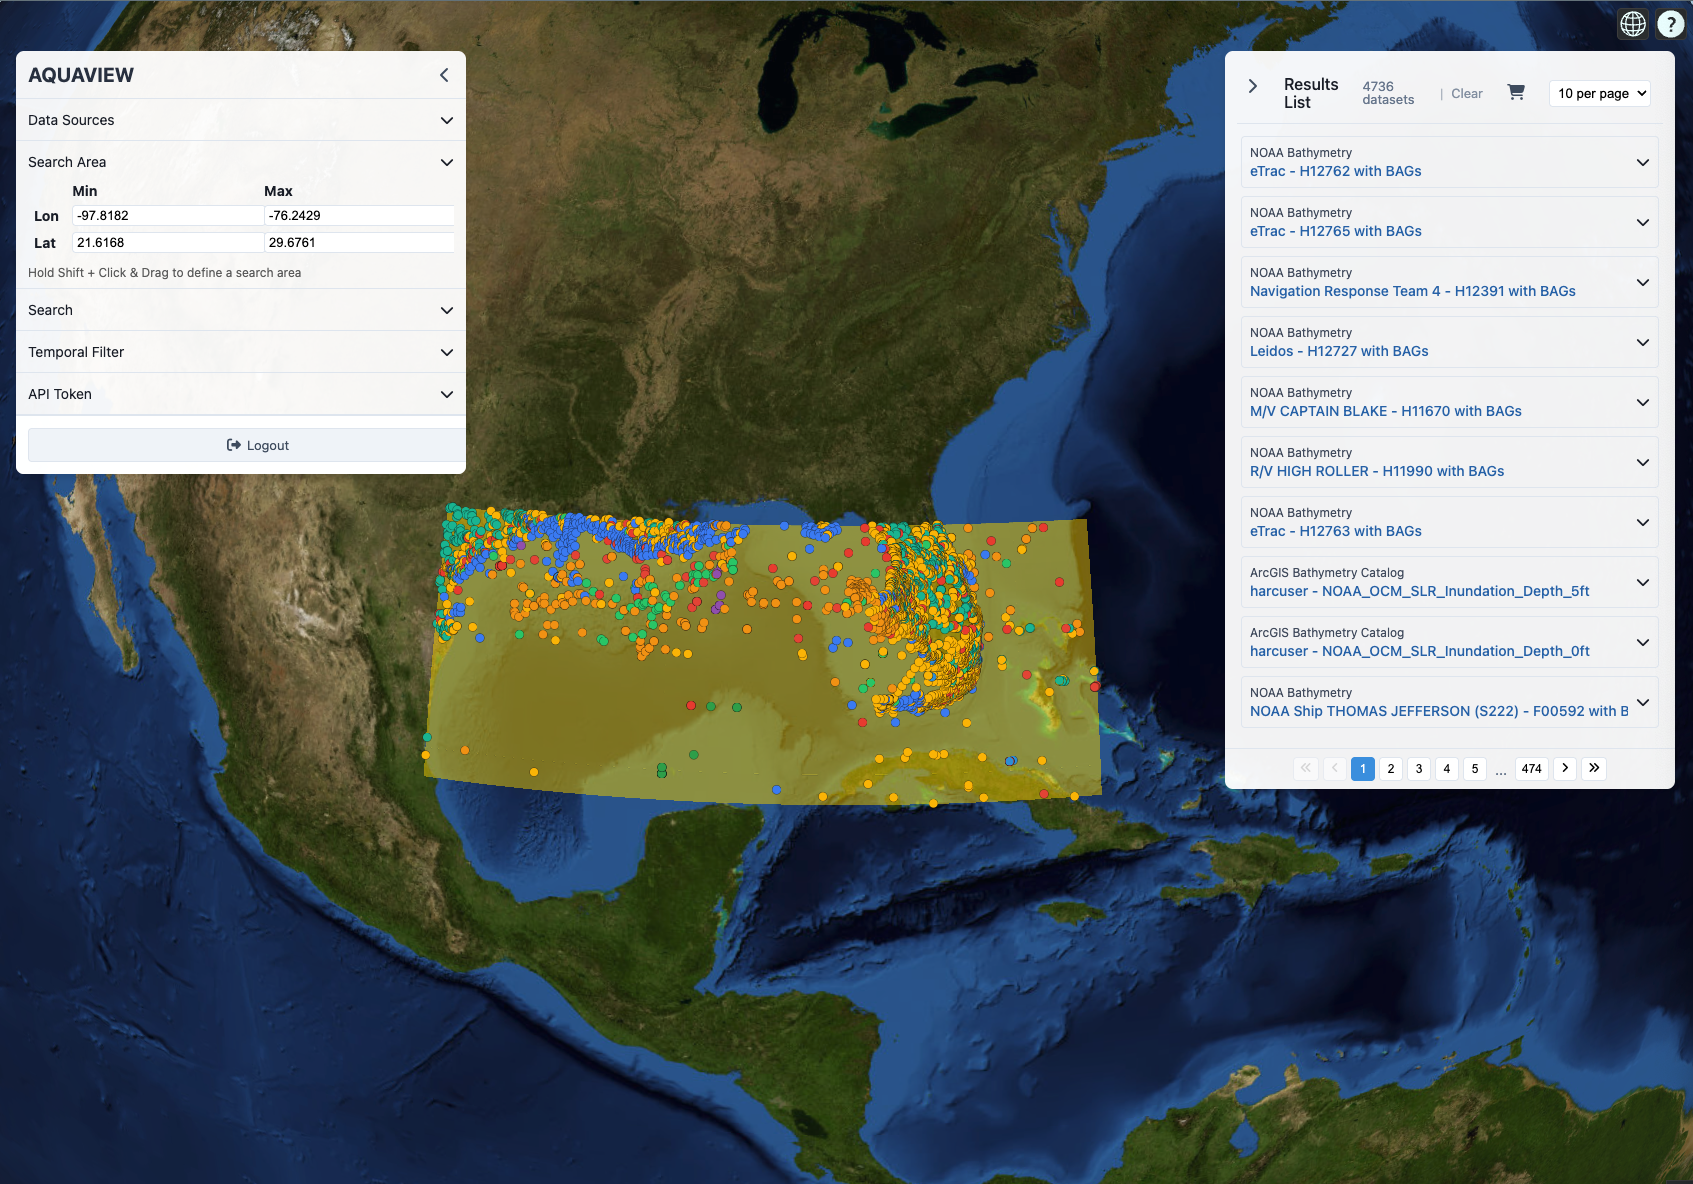 AQUAVIEW
Data Sources
Search Area
Min Max
Lon -97.8182 -76.2429
Lat 21.6168 29.6761
Hold Shift + Click & Drag to define a search area
Search
Temporal Filter
API Token
Logout
?
Results List
4736 datasets
| Clear
10 per page
NOAA Bathymetry
eTrac - H12762 with BAGs
NOAA Bathymetry
eTrac - H12765 with BAGs
NOAA Bathymetry
Navigation Response Team 4 - H12391 with BAGs
NOAA Bathymetry
Leidos - H12727 with BAGs
NOAA Bathymetry
M/V CAPTAIN BLAKE - H11670 with BAGs
NOAA Bathymetry
R/V HIGH ROLLER - H11990 with BAGs
NOAA Bathymetry
eTrac - H12763 with BAGs
ArcGIS Bathymetry Catalog
harcuser - NOAA_OCM_SLR_Inundation_Depth_5ft
ArcGIS Bathymetry Catalog
harcuser - NOAA_OCM_SLR_Inundation_Depth_0ft
NOAA Bathymetry
NOAA Ship THOMAS JEFFERSON (S222) - F00592 with B
« ‹ 1 2 3 4 5 ... 474 › »